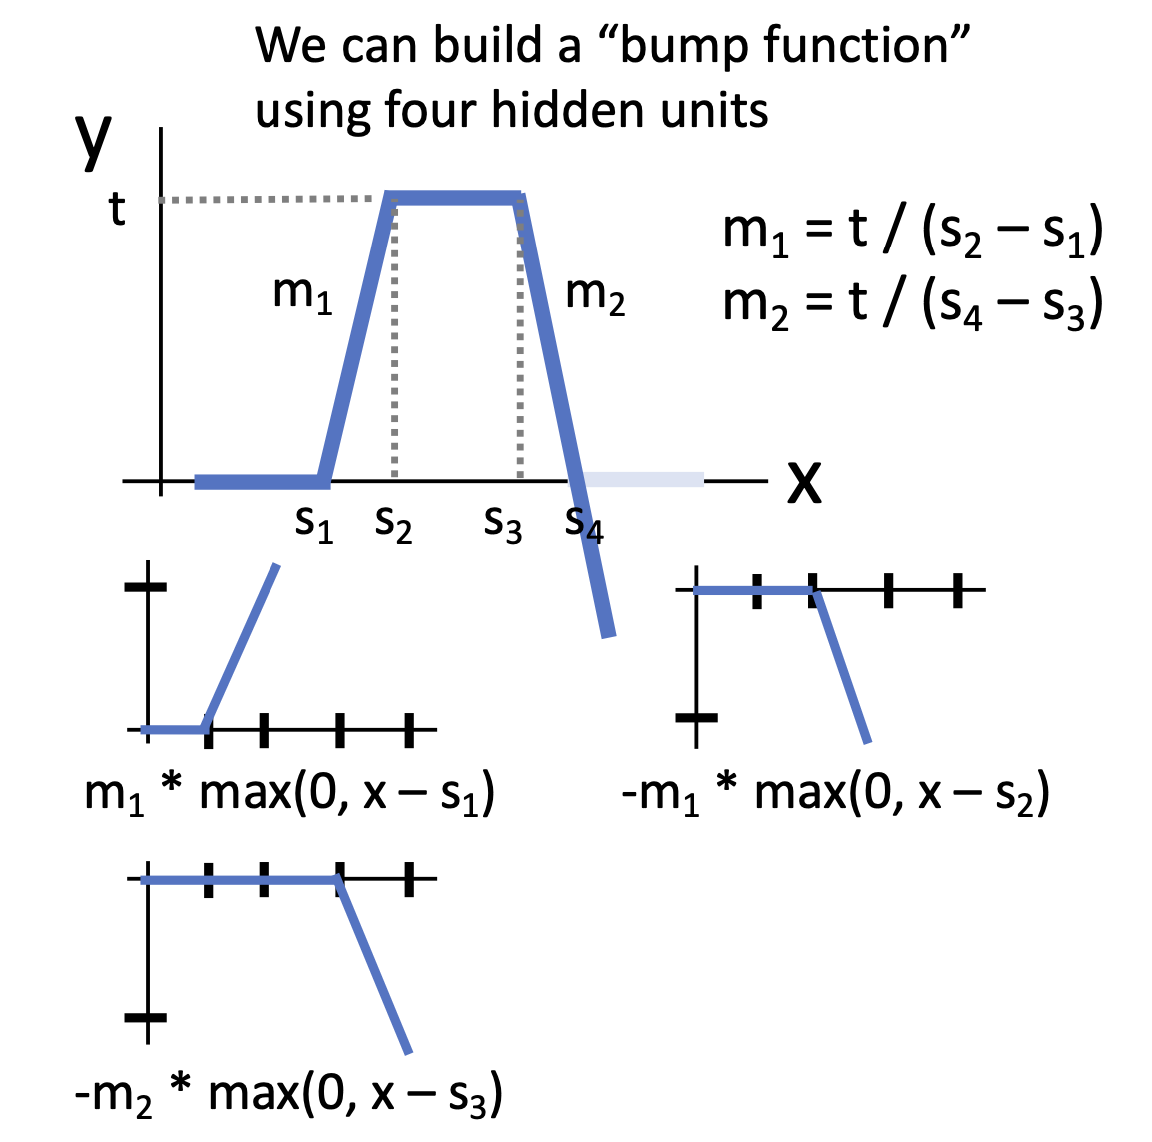 We can build a “bump function”
using four hidden units
y
t
m₁ = t / (s₂ – s₁)
m₂ = t / (s₄ – s₃)
m₁
m₂
x
s₁ s₂ s₃ s₄
m₁ * max(0, x – s₁)
-m₁ * max(0, x – s₂)
-m₂ * max(0, x – s₃)